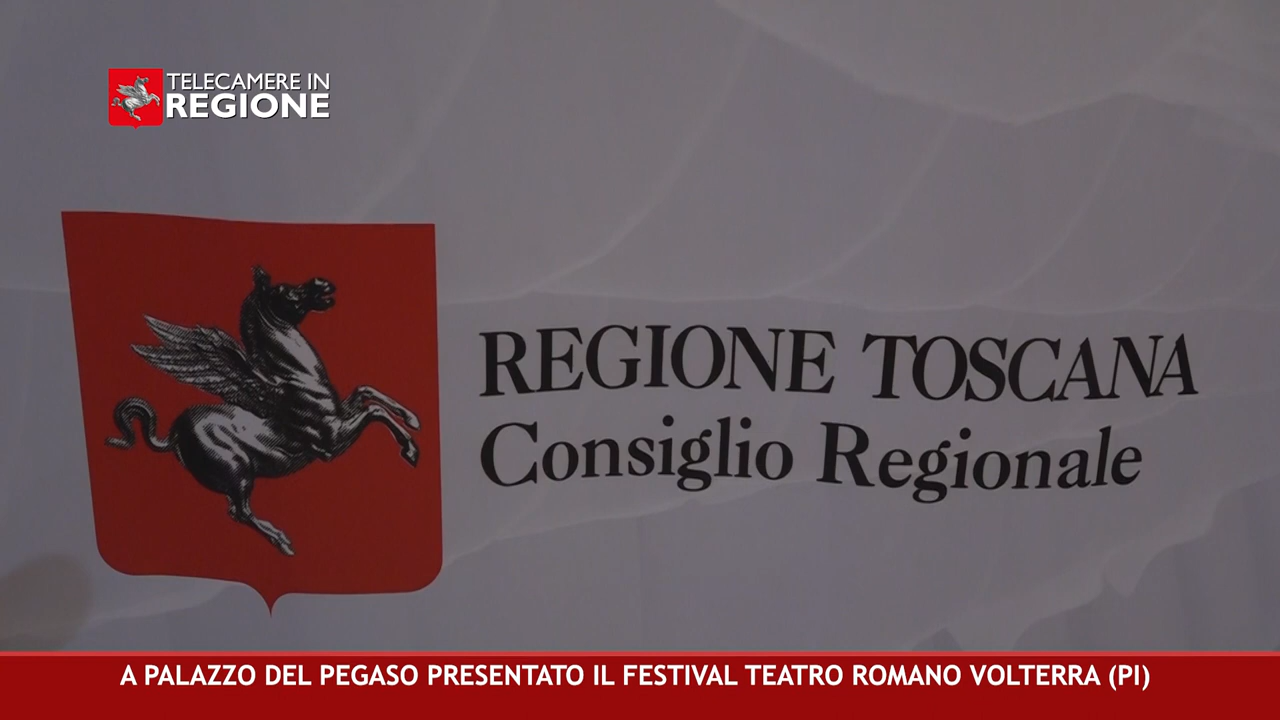 TELECAMERE IN
REGIONE
REGIONE TOSCANA
Consiglio Regionale
A PALAZZO DEL PEGASO PRESENTATO IL FESTIVAL TEATRO ROMANO VOLTERRA (PI)